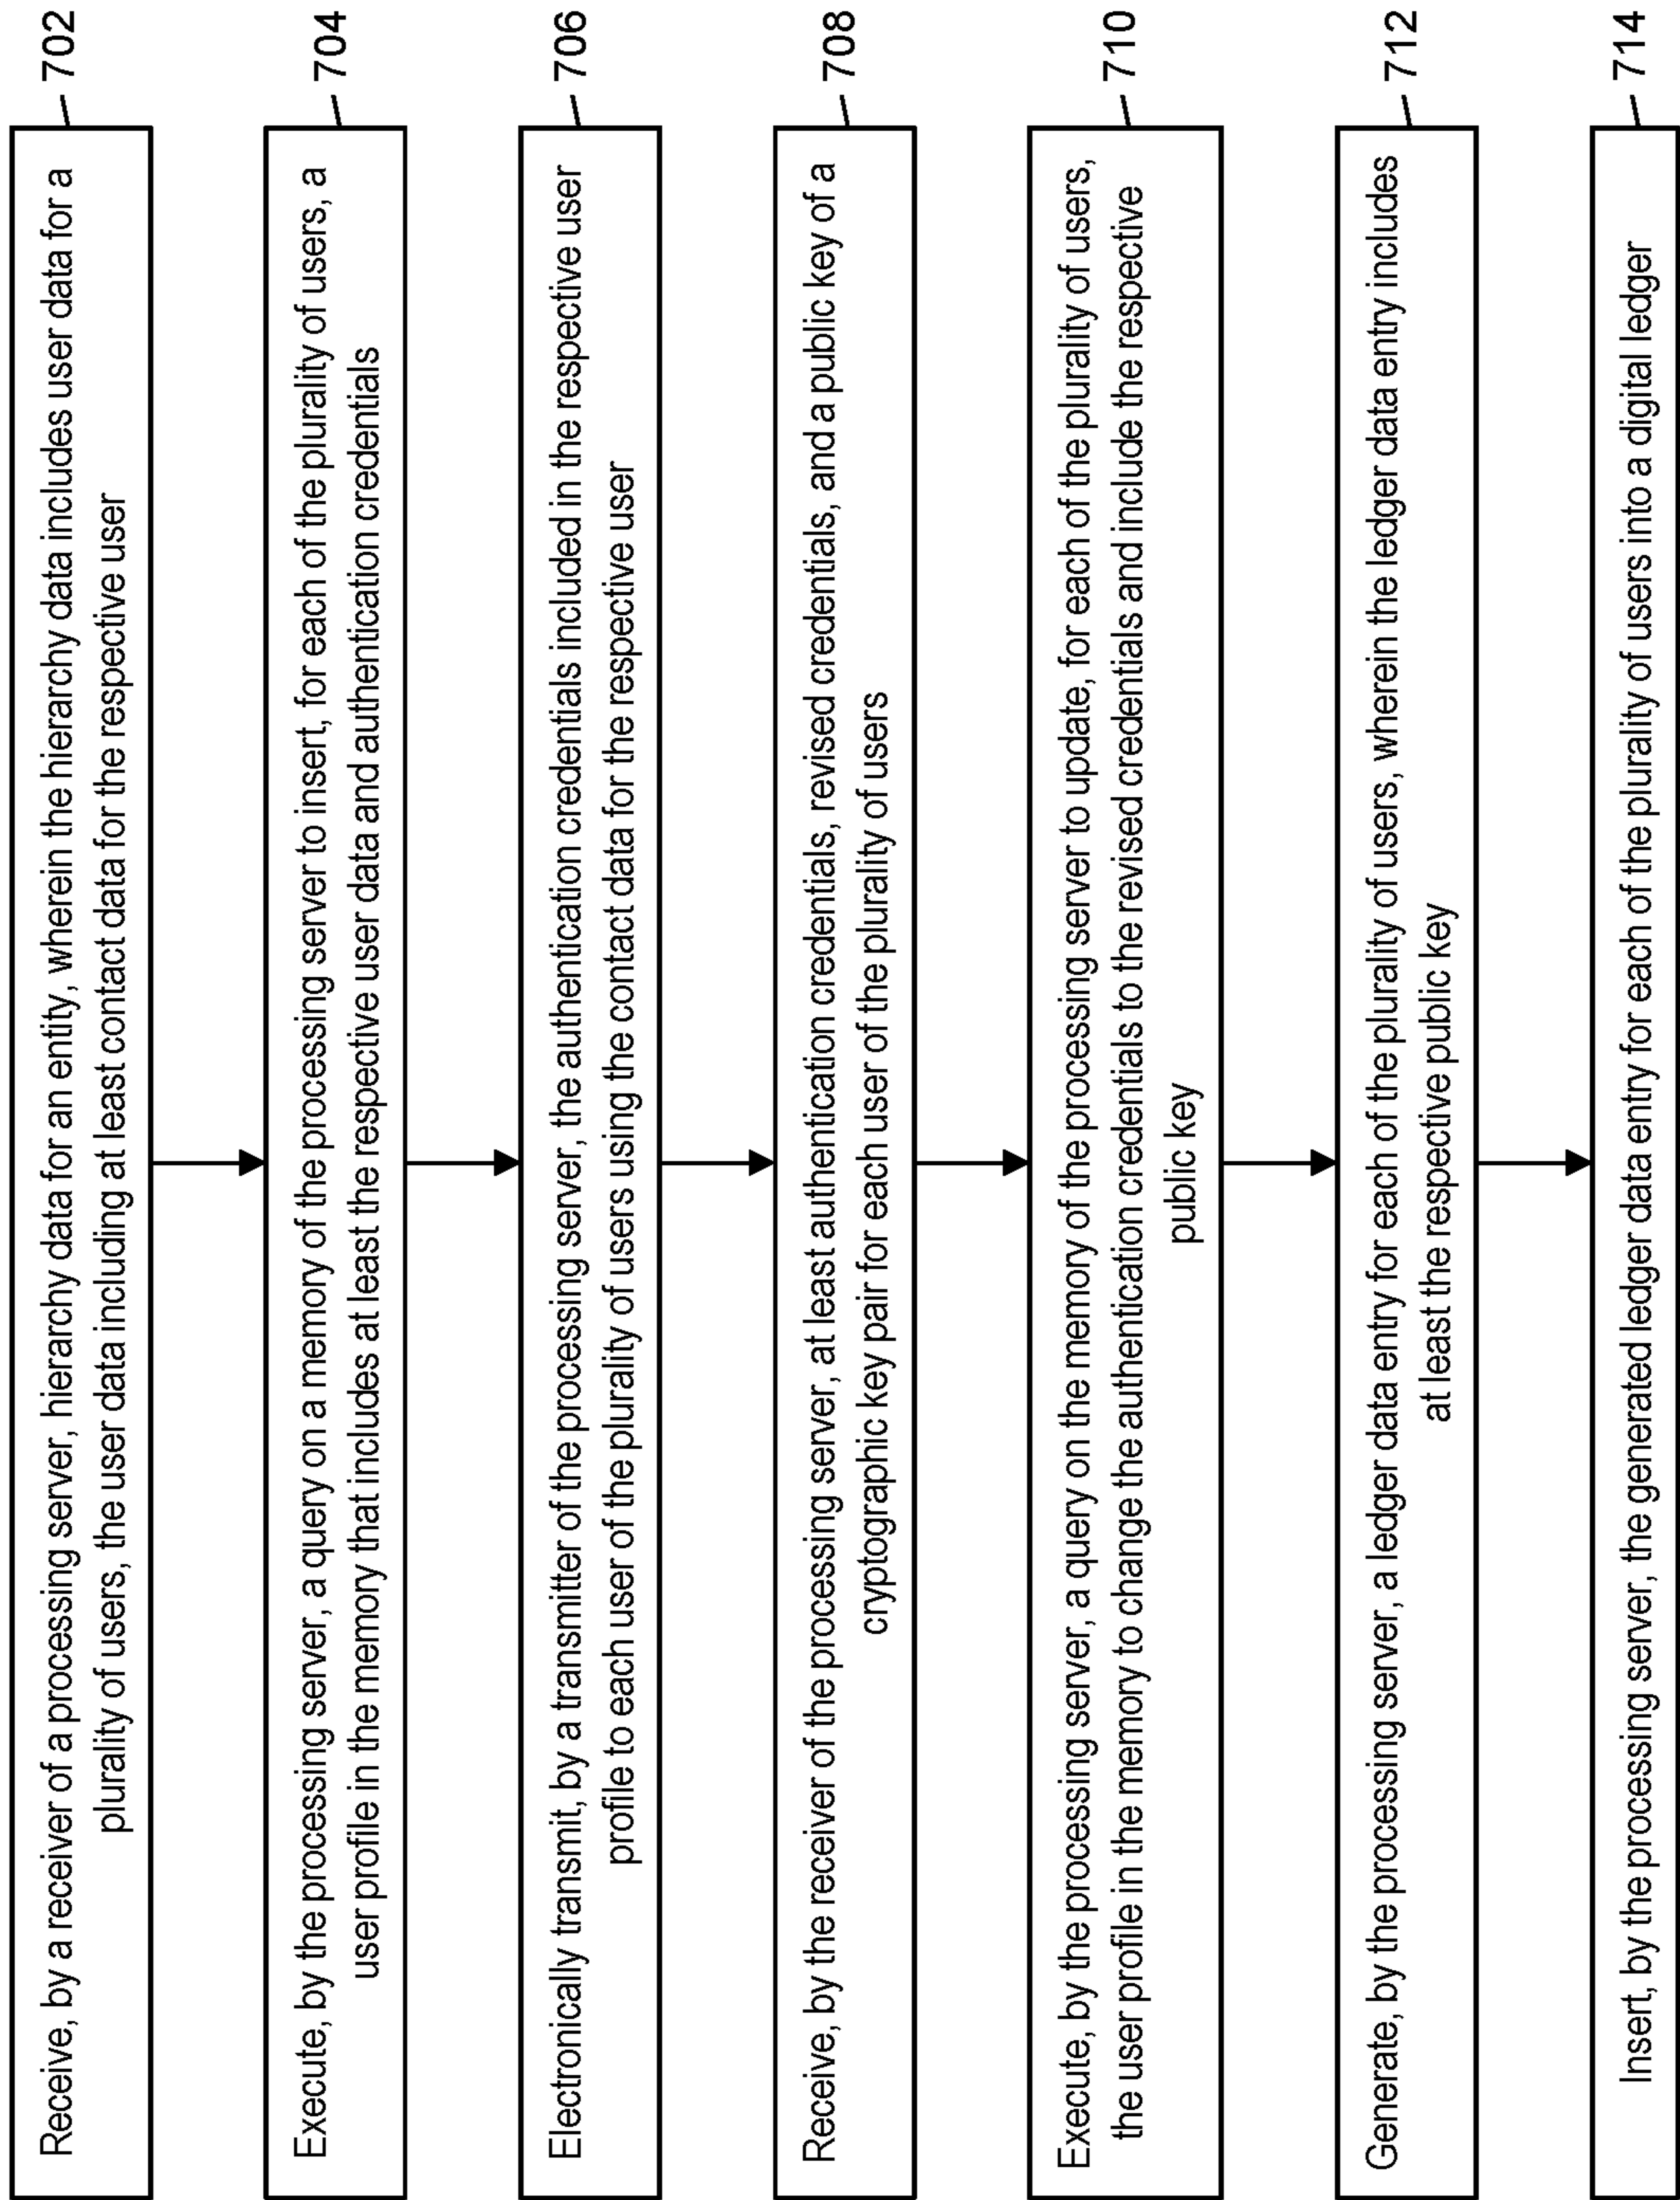 Receive, by a receiver of a processing server, hierarchy data for an entity, wherein the hierarchy data includes user data for a
plurality of users, the user data including at least contact data for the respective user
702
Execute, by the processing server, a query on a memory of the processing server to insert, for each of the plurality of users, a
user profile in the memory that includes at least the respective user data and authentication credentials
704
Electronically transmit, by a transmitter of the processing server, the authentication credentials included in the respective user
profile to each user of the plurality of users using the contact data for the respective user
706
Receive, by the receiver of the processing server, at least authentication credentials, revised credentials, and a public key of a
cryptographic key pair for each user of the plurality of users
708
Execute, by the processing server, a query on the memory of the processing server to update, for each of the plurality of users,
the user profile in the memory to change the authentication credentials to the revised credentials and include the respective
public key
710
Generate, by the processing server, a ledger data entry for each of the plurality of users, wherein the ledger data entry includes
at least the respective public key
712
Insert, by the processing server, the generated ledger data entry for each of the plurality of users into a digital ledger
714